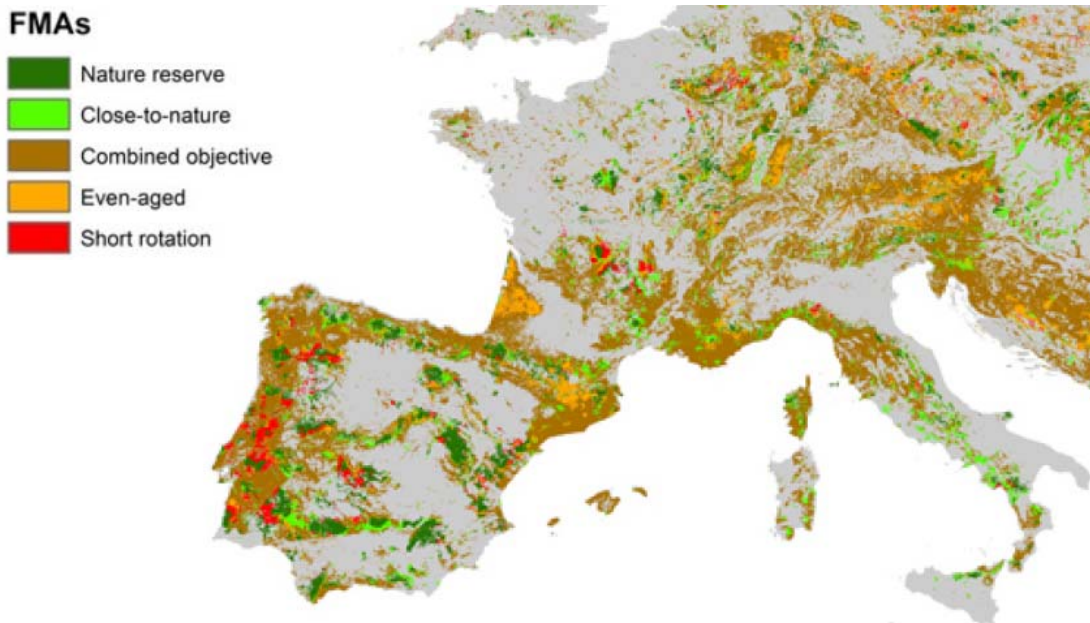 FMAs
Nature reserve
Close-to-nature
Combined objective
Even-aged
Short rotation